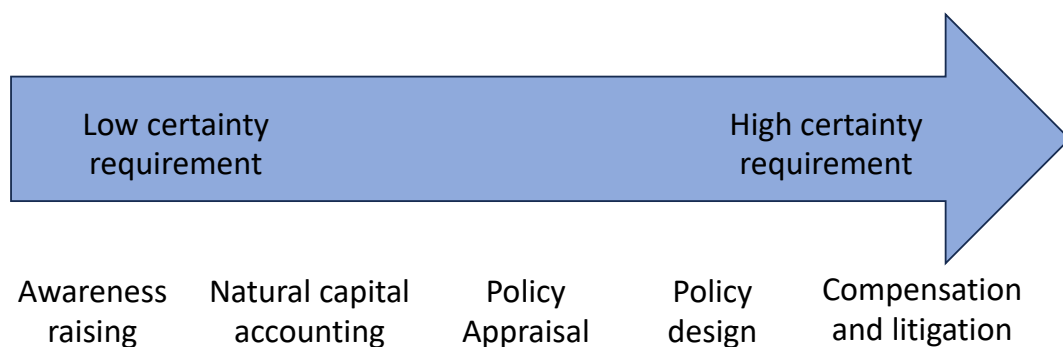 Low certainty
requirement
High certainty
requirement
Awareness
raising
Natural capital
accounting
Policy
Appraisal
Policy
design
Compensation
and litigation